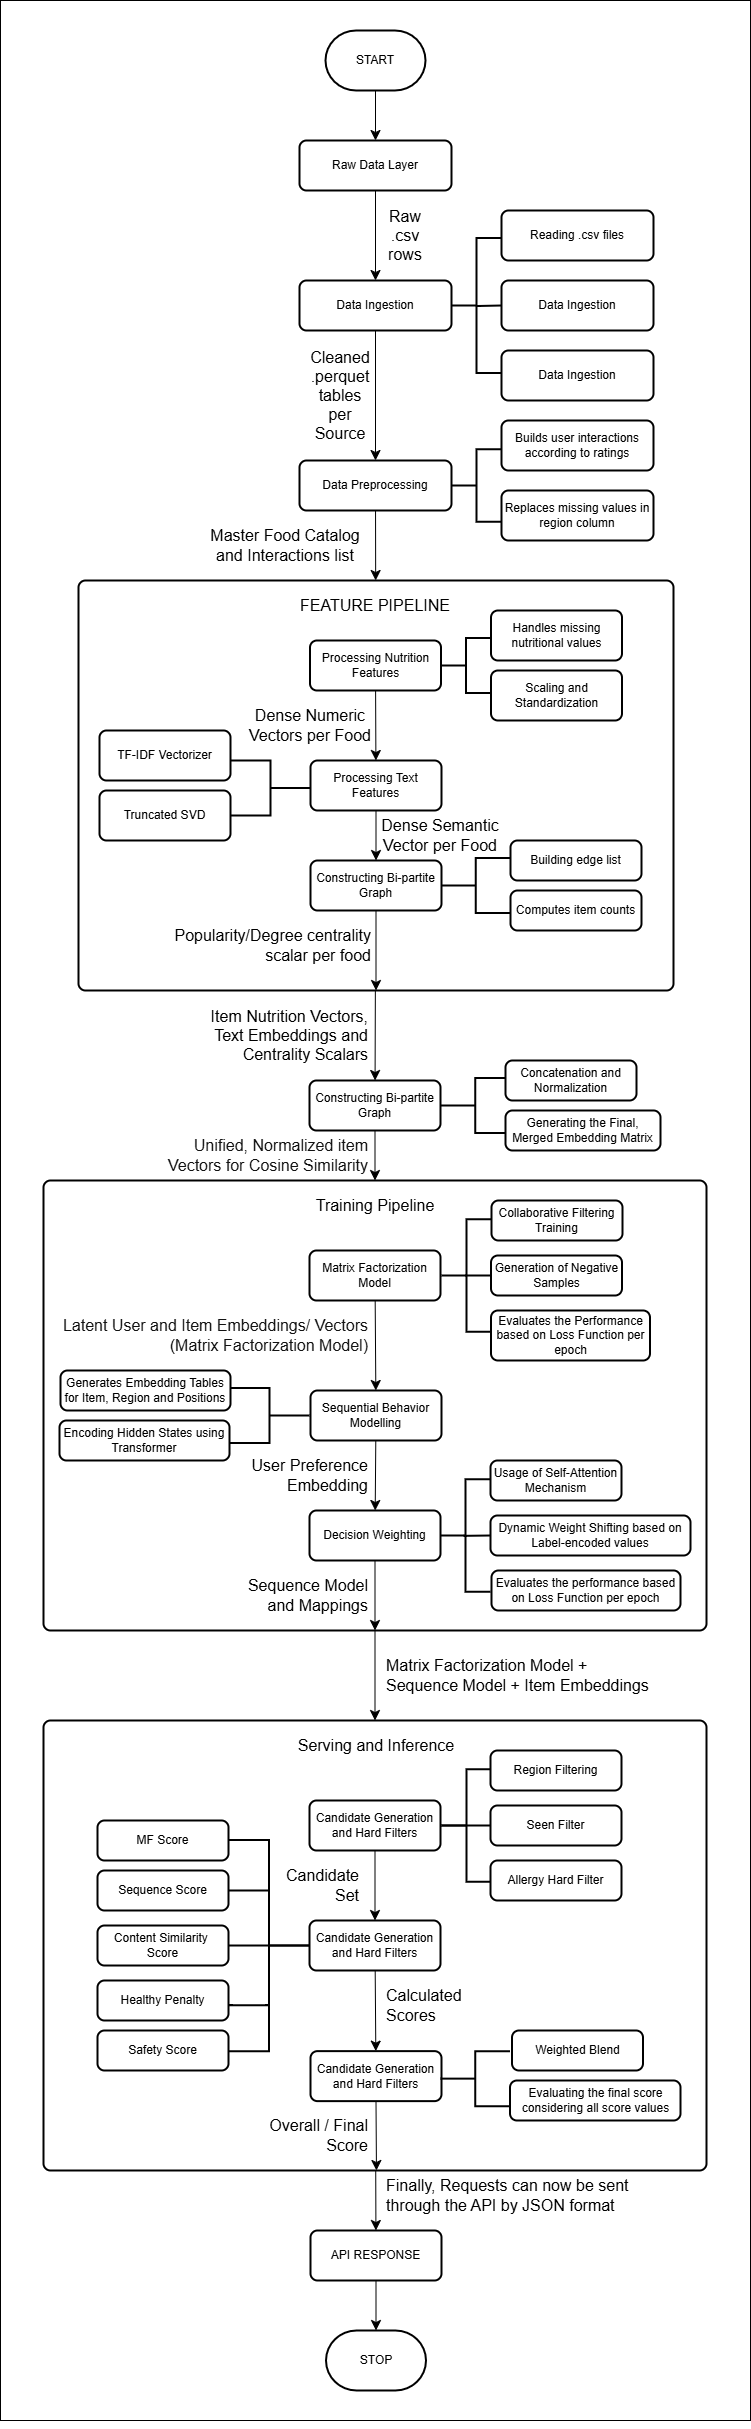 START
Raw Data Layer
Raw
.csv
rows
Reading .csv files
Data Ingestion
Data Ingestion
Data Ingestion
Cleaned
.perquet
tables
per
Source
Builds user interactions
according to ratings
Data Preprocessing
Replaces missing values in
region column
Master Food Catalog
and Interactions list
FEATURE PIPELINE
Handles missing
nutritional values
Processing Nutrition
Features
Scaling and
Standardization
Dense Numeric
Vectors per Food
TF-IDF Vectorizer
Processing Text
Features
Truncated SVD
Dense Semantic
Vector per Food
Building edge list
Constructing Bi-partite
Graph
Computes item counts
Popularity/Degree centrality
scalar per food
Item Nutrition Vectors,
Text Embeddings and
Centrality Scalars
Concatenation and
Normalization
Constructing Bi-partite
Graph
Generating the Final,
Merged Embedding Matrix
Unified, Normalized item
Vectors for Cosine Similarity
Training Pipeline
Collaborative Filtering
Training
Matrix Factorization
Model
Generation of Negative
Samples
Evaluates the Performance
based on Loss Function per
epoch
Latent User and Item Embeddings/ Vectors
(Matrix Factorization Model)
Generates Embedding Tables
for Item, Region and Positions
Sequential Behavior
Modelling
Encoding Hidden States using
Transformer
User Preference
Embedding
Usage of Self-Attention
Mechanism
Decision Weighting
Dynamic Weight Shifting based on
Label-encoded values
Evaluates the performance based
on Loss Function per epoch
Sequence Model
and Mappings
Matrix Factorization Model +
Sequence Model + Item Embeddings
Serving and Inference
Region Filtering
Candidate Generation
and Hard Filters
Seen Filter
Allergy Hard Filter
Candidate
Set
MF Score
Sequence Score
Content Similarity
Score
Healthy Penalty
Safety Score
Candidate Generation
and Hard Filters
Calculated
Scores
Weighted Blend
Candidate Generation
and Hard Filters
Evaluating the final score
considering all score values
Overall / Final
Score
Finally, Requests can now be sent
through the API by JSON format
API RESPONSE
STOP